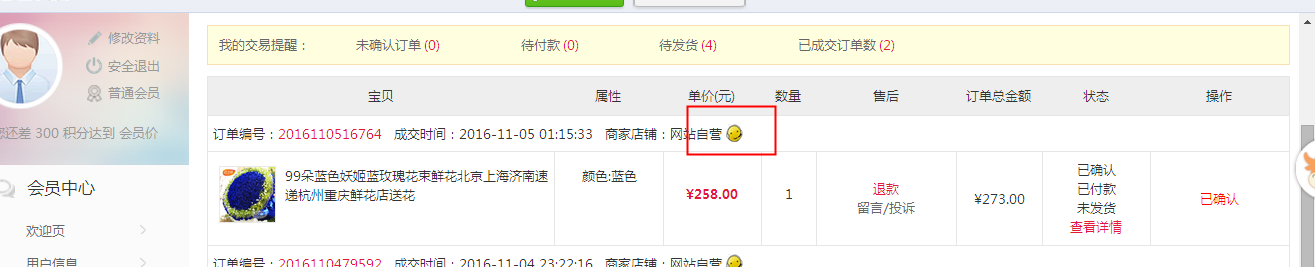 修改资料
安全退出
普通会员
您还差 300 积分达到 会员价
会员中心
欢迎页
用户信息
我的交易提醒： 未确认订单 (0) 待付款 (0) 待发货 (4) 已成交订单数 (2)
宝贝 属性 单价(元) 数量 售后 订单总金额 状态 操作
订单编号：2016110516764 成交时间：2016-11-05 01:15:33 商家店铺：网站自营
99朵蓝色妖姬蓝玫瑰花束鲜花北京上海济南速
递杭州重庆鲜花店送花
颜色:蓝色
¥258.00
1
退款
留言/投诉
¥273.00
已确认
已付款
未发货
查看详情
已确认
订单编号：2016110479592 成交时间：2016-11-04 23:22:16 商家店铺：网站自营